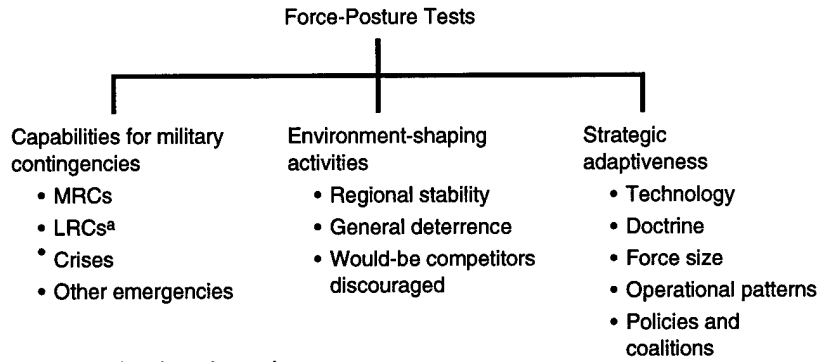 Force-Posture Tests
Capabilities for military
contingencies
• MRCs
• LRCsª
• Crises
• Other emergencies
Environment-shaping
activities
• Regional stability
• General deterrence
• Would-be competitors
discouraged
Strategic
adaptiveness
• Technology
• Doctrine
• Force size
• Operational patterns
• Policies and
coalitions